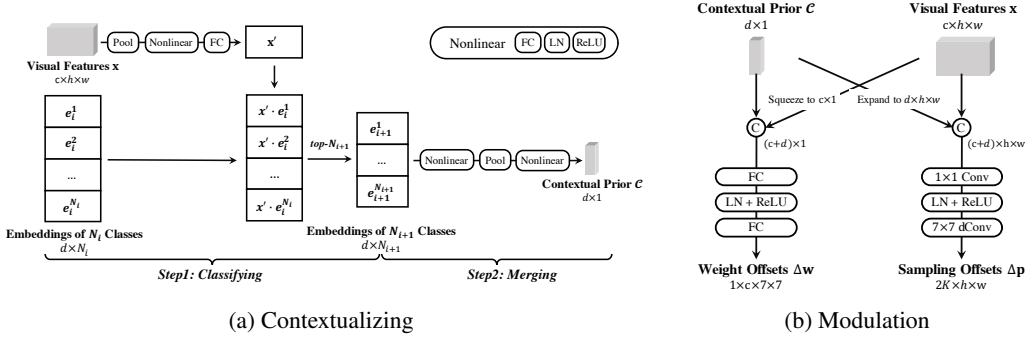 Pool
Nonlinear
FC
x′
Visual Features x
c×h×w
Nonlinear
FC
LN
ReLU
e_i^1
e_i^2
...
e_i^{N_i}
Embeddings of N_i Classes
d×N_i
x′ · e_i^1
x′ · e_i^2
...
x′ · e_i^{N_i}
top-N_{i+1}
e_{i+1}^1
...
e_{i+1}^{N_{i+1}}
Embeddings of N_{i+1} Classes
d×N_{i+1}
Nonlinear
Pool
Nonlinear
Contextual Prior 𝒞
d×1
Step1: Classifying
Step2: Merging
(a) Contextualizing
Contextual Prior 𝒞
d×1
Visual Features x
c×h×w
Squeeze to c×1
Expand to d×h×w
C
(c+d)×1
C
(c+d)×h×w
FC
LN + ReLU
FC
Weight Offsets Δw
1×c×7×7
1×1 Conv
LN + ReLU
7×7 dConv
Sampling Offsets Δp
2K×h×w
(b) Modulation